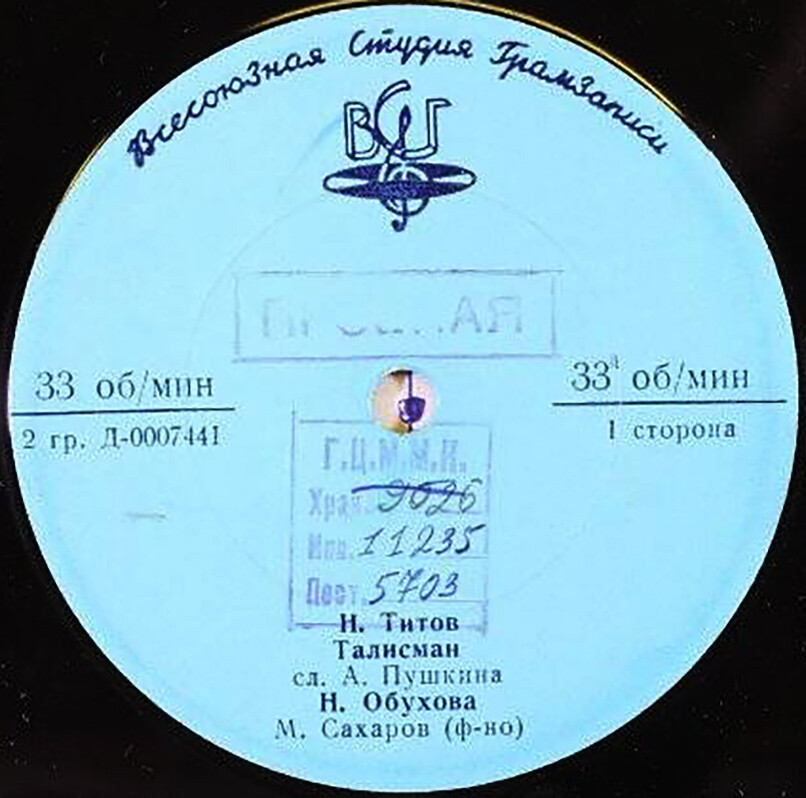 Всесоюзная Студия Грамзаписи
ВСГ
33 об/мин
33 об/мин
2 гр. Д-0007441
1 сторона
Г.Ц.М.М.К.
Хран. 9626
Инв. 11235
Пост. 5703
Н. Титов
Талисман
сл. А. Пушкина
Н. Обухова
М. Сахаров (ф-но)